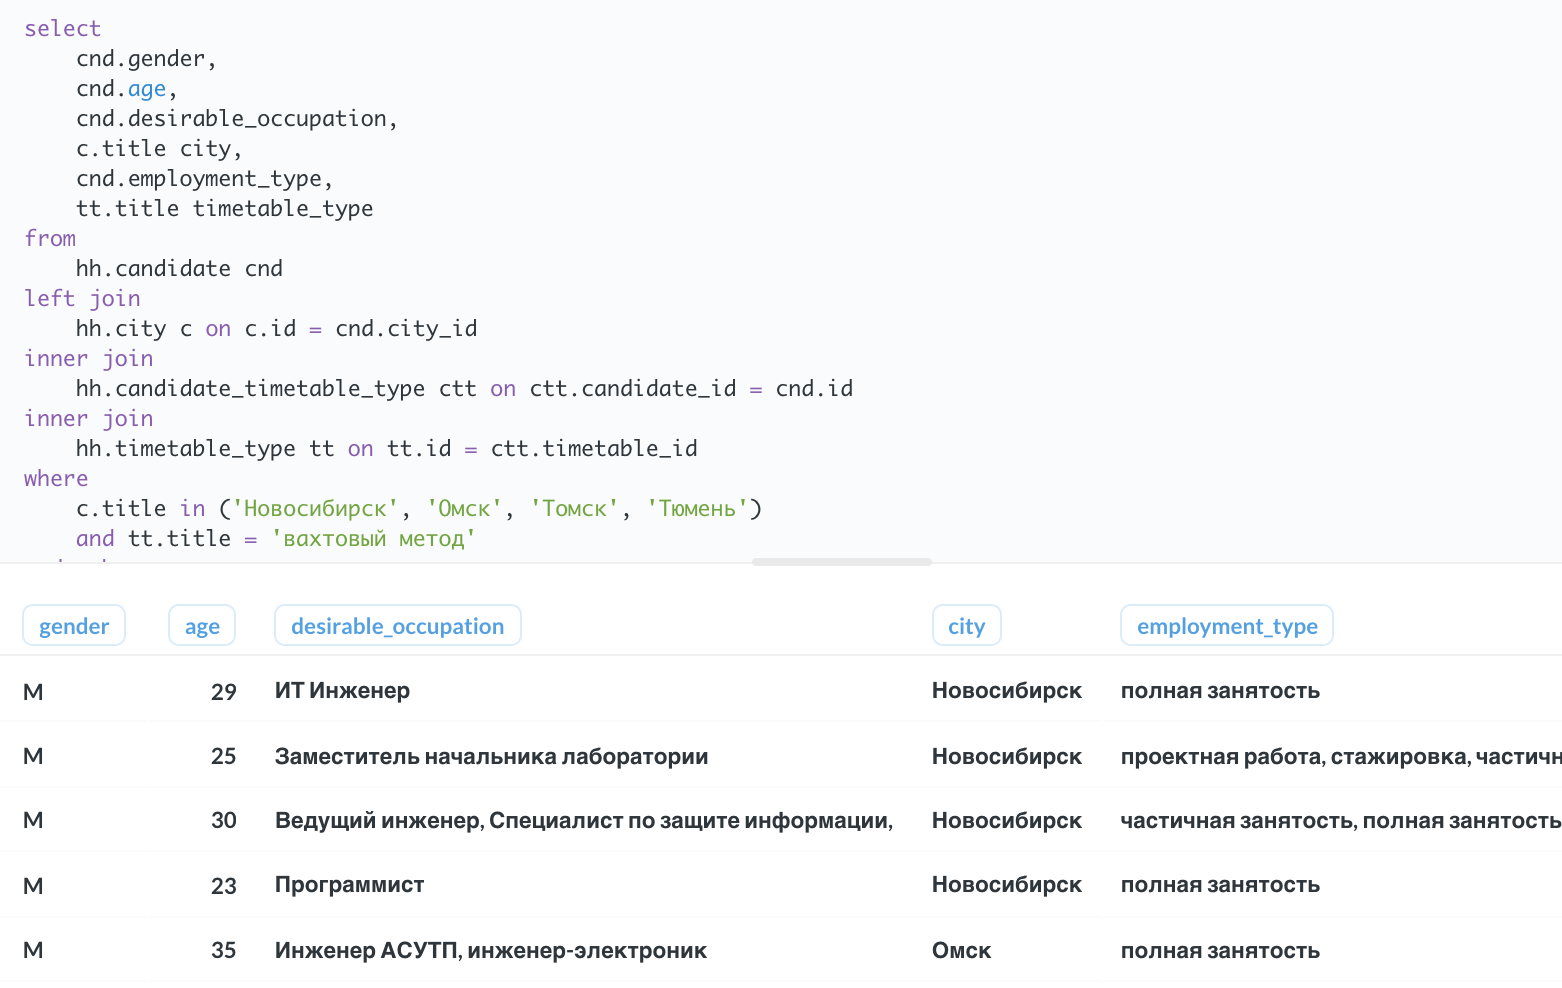 select
cnd.gender,
cnd.age,
cnd.desirable_occupation,
c.title city,
cnd.employment_type,
tt.title timetable_type
from
hh.candidate cnd
left join
hh.city c on c.id = cnd.city_id
inner join
hh.candidate_timetable_type ctt on ctt.candidate_id = cnd.id
inner join
hh.timetable_type tt on tt.id = ctt.timetable_id
where
c.title in ('Новосибирск', 'Омск', 'Томск', 'Тюмень')
and tt.title = 'вахтовый метод'
gender age desirable_occupation city employment_type
M 29 ИТ Инженер Новосибирск полная занятость
M 25 Заместитель начальника лаборатории Новосибирск проектная работа, стажировка, частичн
M 30 Ведущий инженер, Специалист по защите информации, Новосибирск частичная занятость, полная занятость
M 23 Программист Новосибирск полная занятость
M 35 Инженер АСУТП, инженер-электроник Омск полная занятость